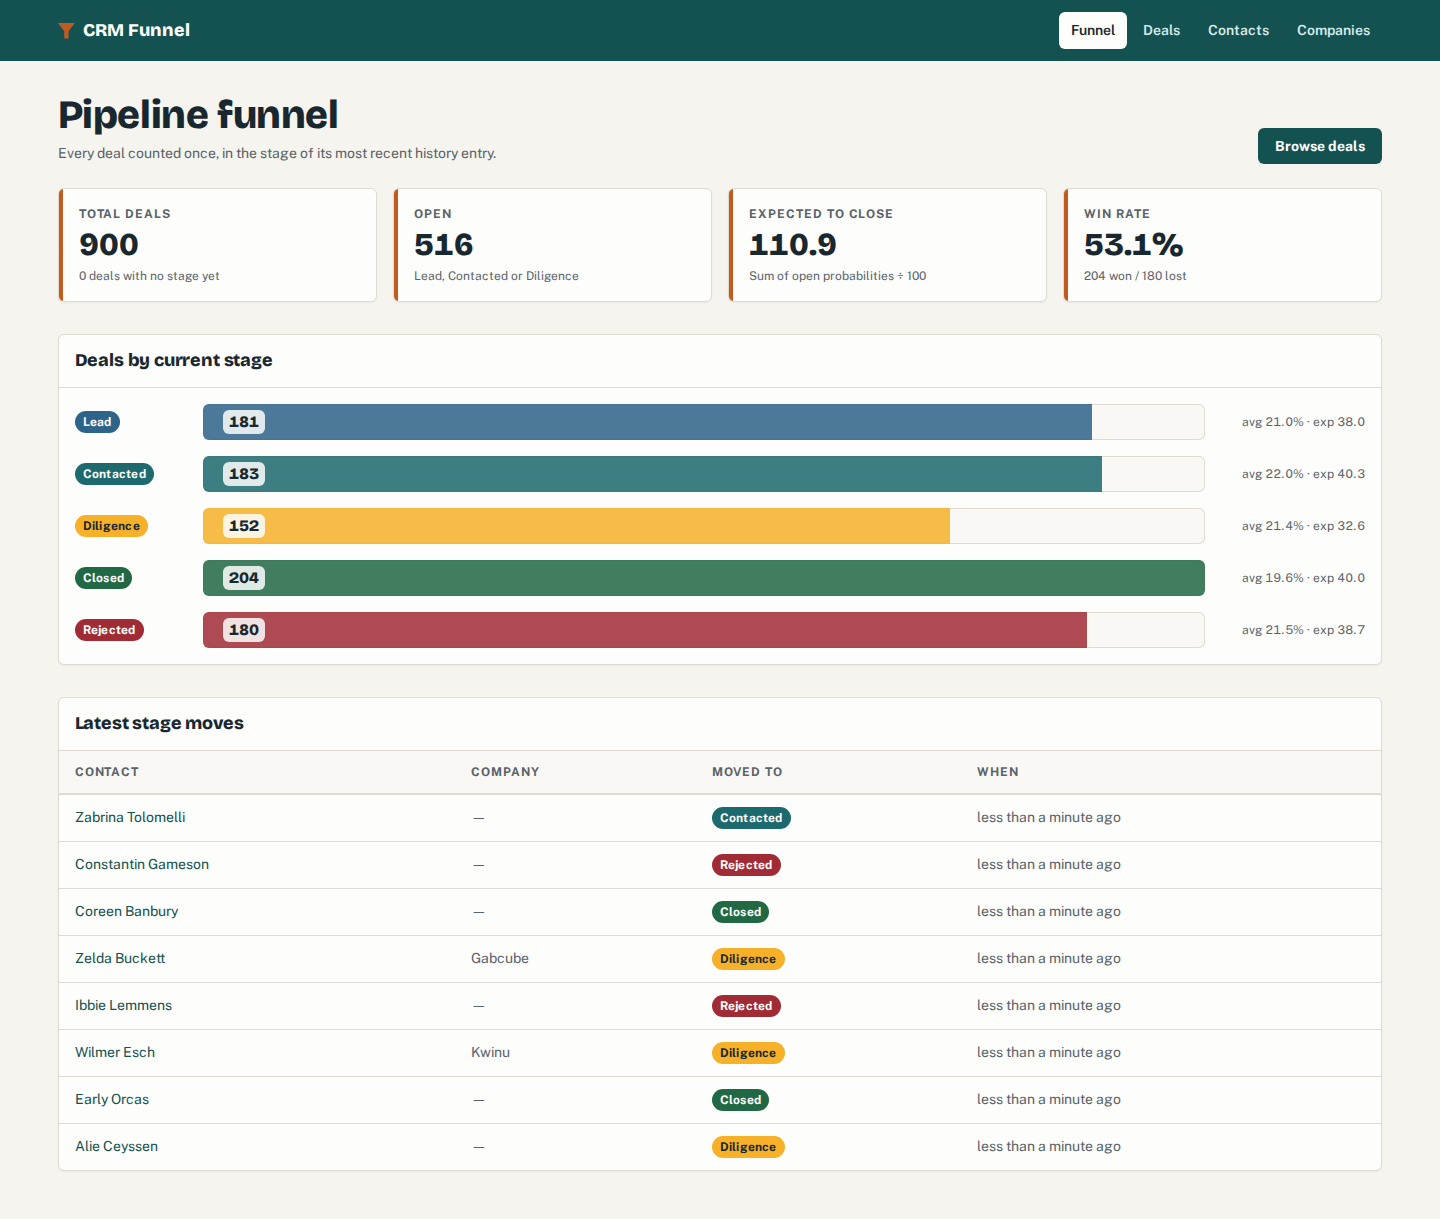 CRM Funnel
Funnel Deals Contacts Companies
Pipeline funnel
Every deal counted once, in the stage of its most recent history entry.
Browse deals
TOTAL DEALS
900
0 deals with no stage yet
OPEN
516
Lead, Contacted or Diligence
EXPECTED TO CLOSE
110.9
Sum of open probabilities ÷ 100
WIN RATE
53.1%
204 won / 180 lost
Deals by current stage
Lead 181 avg 21.0% · exp 38.0
Contacted 183 avg 22.0% · exp 40.3
Diligence 152 avg 21.4% · exp 32.6
Closed 204 avg 19.6% · exp 40.0
Rejected 180 avg 21.5% · exp 38.7
Latest stage moves
CONTACT COMPANY MOVED TO WHEN
Zabrina Tolomelli — Contacted less than a minute ago
Constantin Gameson — Rejected less than a minute ago
Coreen Banbury — Closed less than a minute ago
Zelda Buckett Gabcube Diligence less than a minute ago
Ibbie Lemmens — Rejected less than a minute ago
Wilmer Esch Kwinu Diligence less than a minute ago
Early Orcas — Closed less than a minute ago
Alie Ceyssen — Diligence less than a minute ago